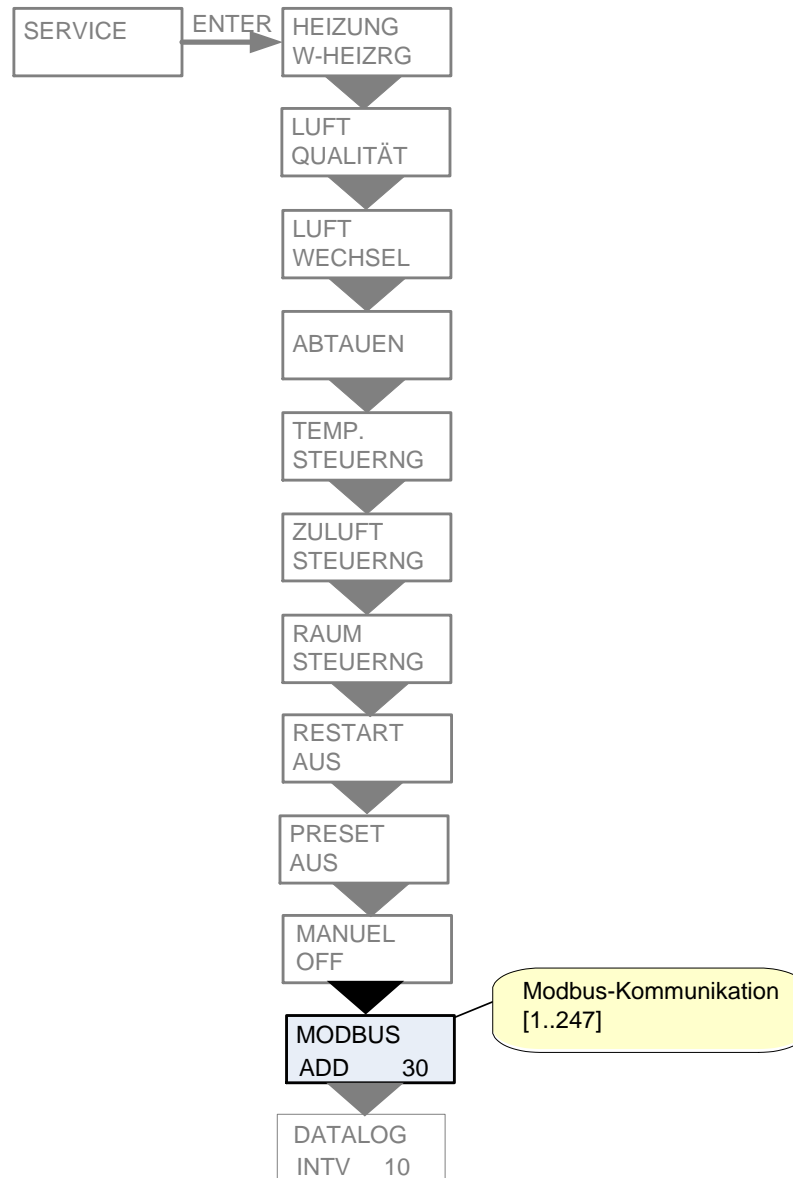 SERVICE
ENTER
HEIZUNG
W-HEIZRG
LUFT
QUALITÄT
LUFT
WECHSEL
ABTAUEN
TEMP.
STEUERNG
ZULUFT
STEUERNG
RAUM
STEUERNG
RESTART
AUS
PRESET
AUS
MANUEL
OFF
Modbus-Kommunikation
[1..247]
MODBUS
ADD 30
DATALOG
INTV 10